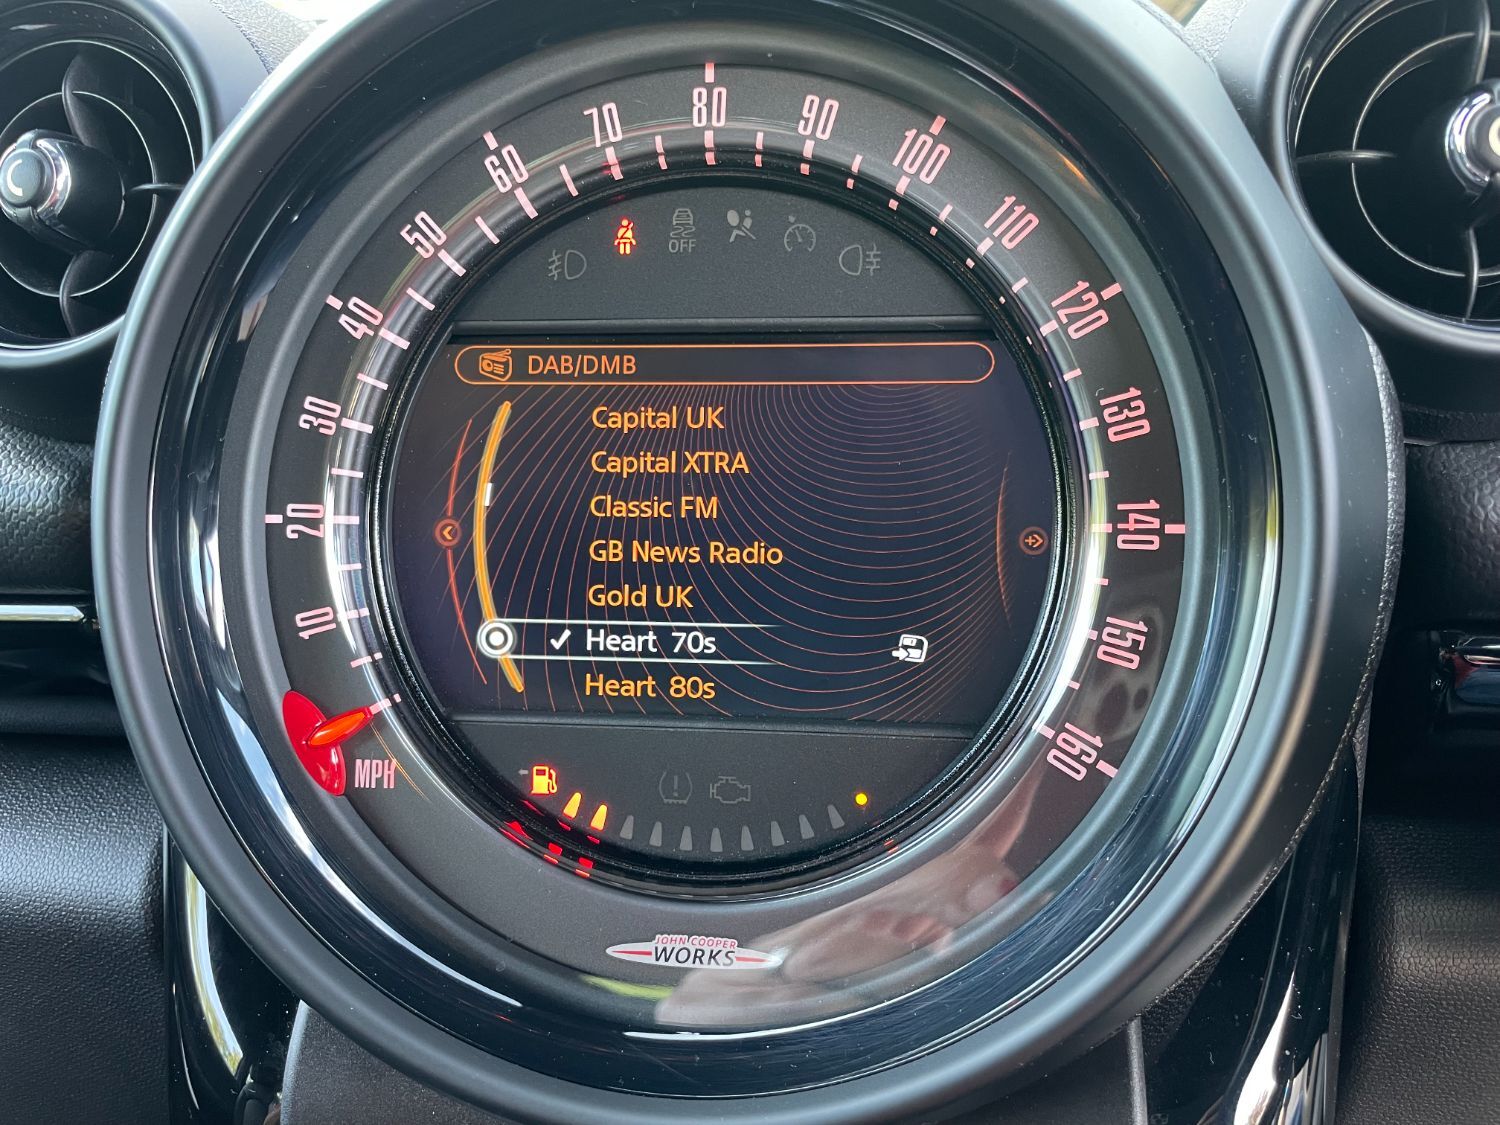 10
20
30
40
50
60
70
80
90
100
110
120
130
140
150
160
MPH
OFF
DAB/DMB
Capital UK
Capital XTRA
Classic FM
GB News Radio
Gold UK
✓ Heart 70s
Heart 80s
JOHN COOPER
WORKS